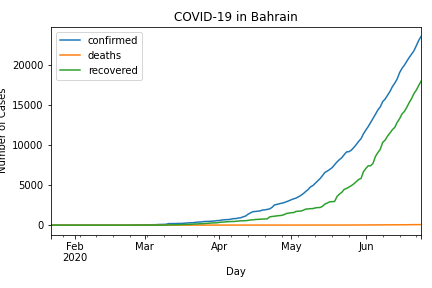 COVID-19 in Bahrain
confirmed
deaths
recovered
20000
15000
10000
5000
0
Number of Cases
Feb
2020
Mar
Apr
May
Jun
Day